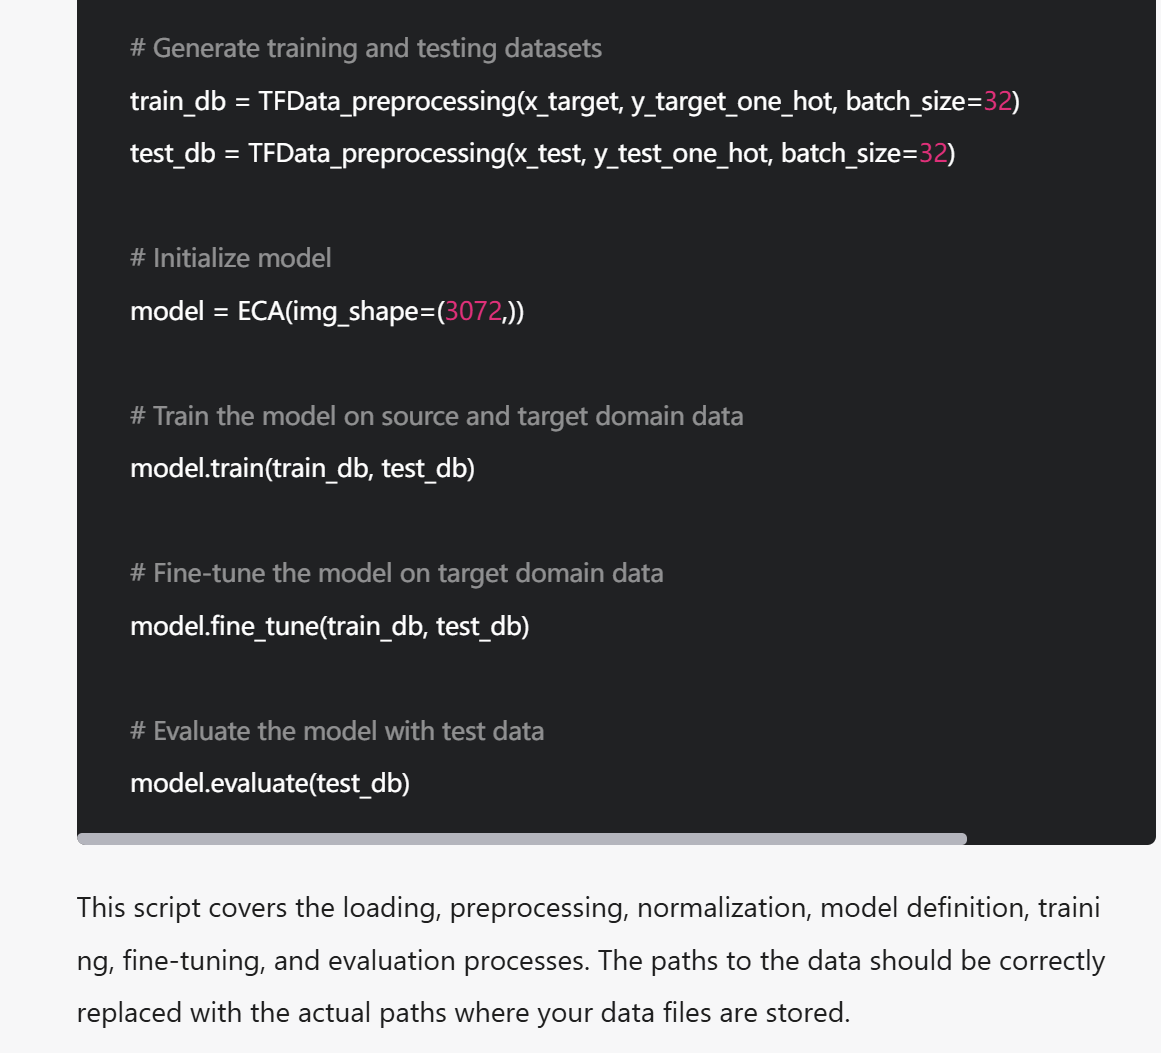 # Generate training and testing datasets
train_db = TFData_preprocessing(x_target, y_target_one_hot, batch_size=32)
test_db = TFData_preprocessing(x_test, y_test_one_hot, batch_size=32)
# Initialize model
model = ECA(img_shape=(3072,))
# Train the model on source and target domain data
model.train(train_db, test_db)
# Fine-tune the model on target domain data
model.fine_tune(train_db, test_db)
# Evaluate the model with test data
model.evaluate(test_db)
This script covers the loading, preprocessing, normalization, model definition, traini
ng, fine-tuning, and evaluation processes. The paths to the data should be correctly
replaced with the actual paths where your data files are stored.